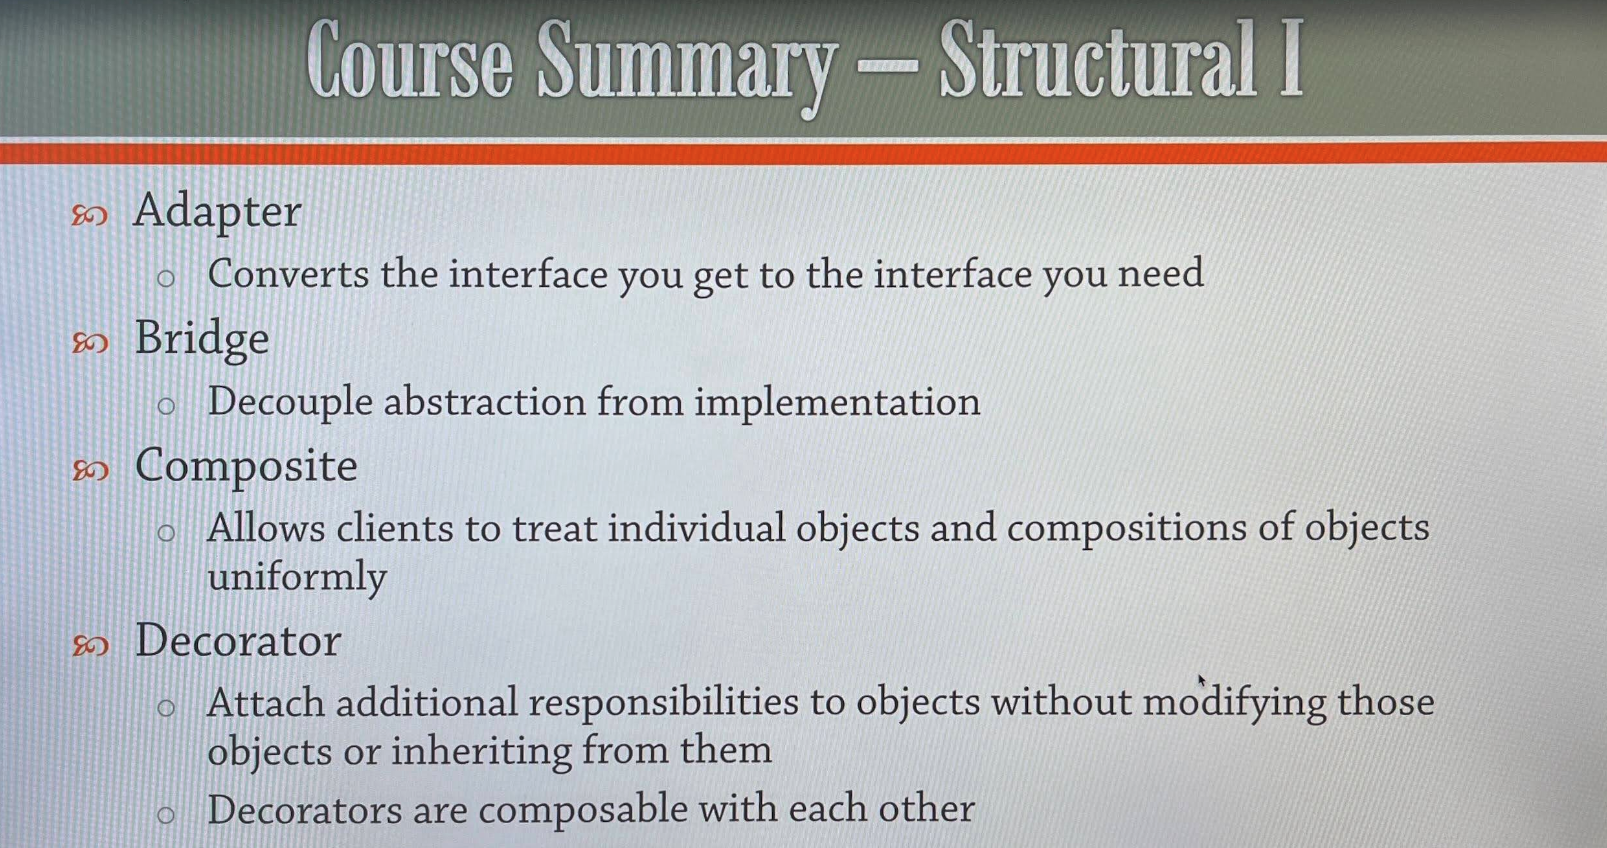 Course Summary — Structural I
Adapter
Converts the interface you get to the interface you need
Bridge
Decouple abstraction from implementation
Composite
Allows clients to treat individual objects and compositions of objects
uniformly
Decorator
Attach additional responsibilities to objects without modifying those
objects or inheriting from them
Decorators are composable with each other